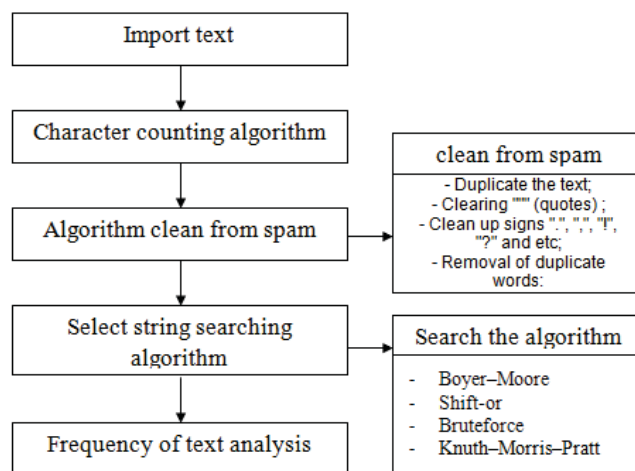 Import text
Character counting algorithm
Algorithm clean from spam
clean from spam
- Duplicate the text;
- Clearing """ (quotes) ;
- Clean up signs ".", ",", "!",
"?" and etc;
- Removal of duplicate
words:
Select string searching
algorithm
Search the algorithm
- Boyer–Moore
- Shift-or
- Bruteforce
- Knuth–Morris–Pratt
Frequency of text analysis